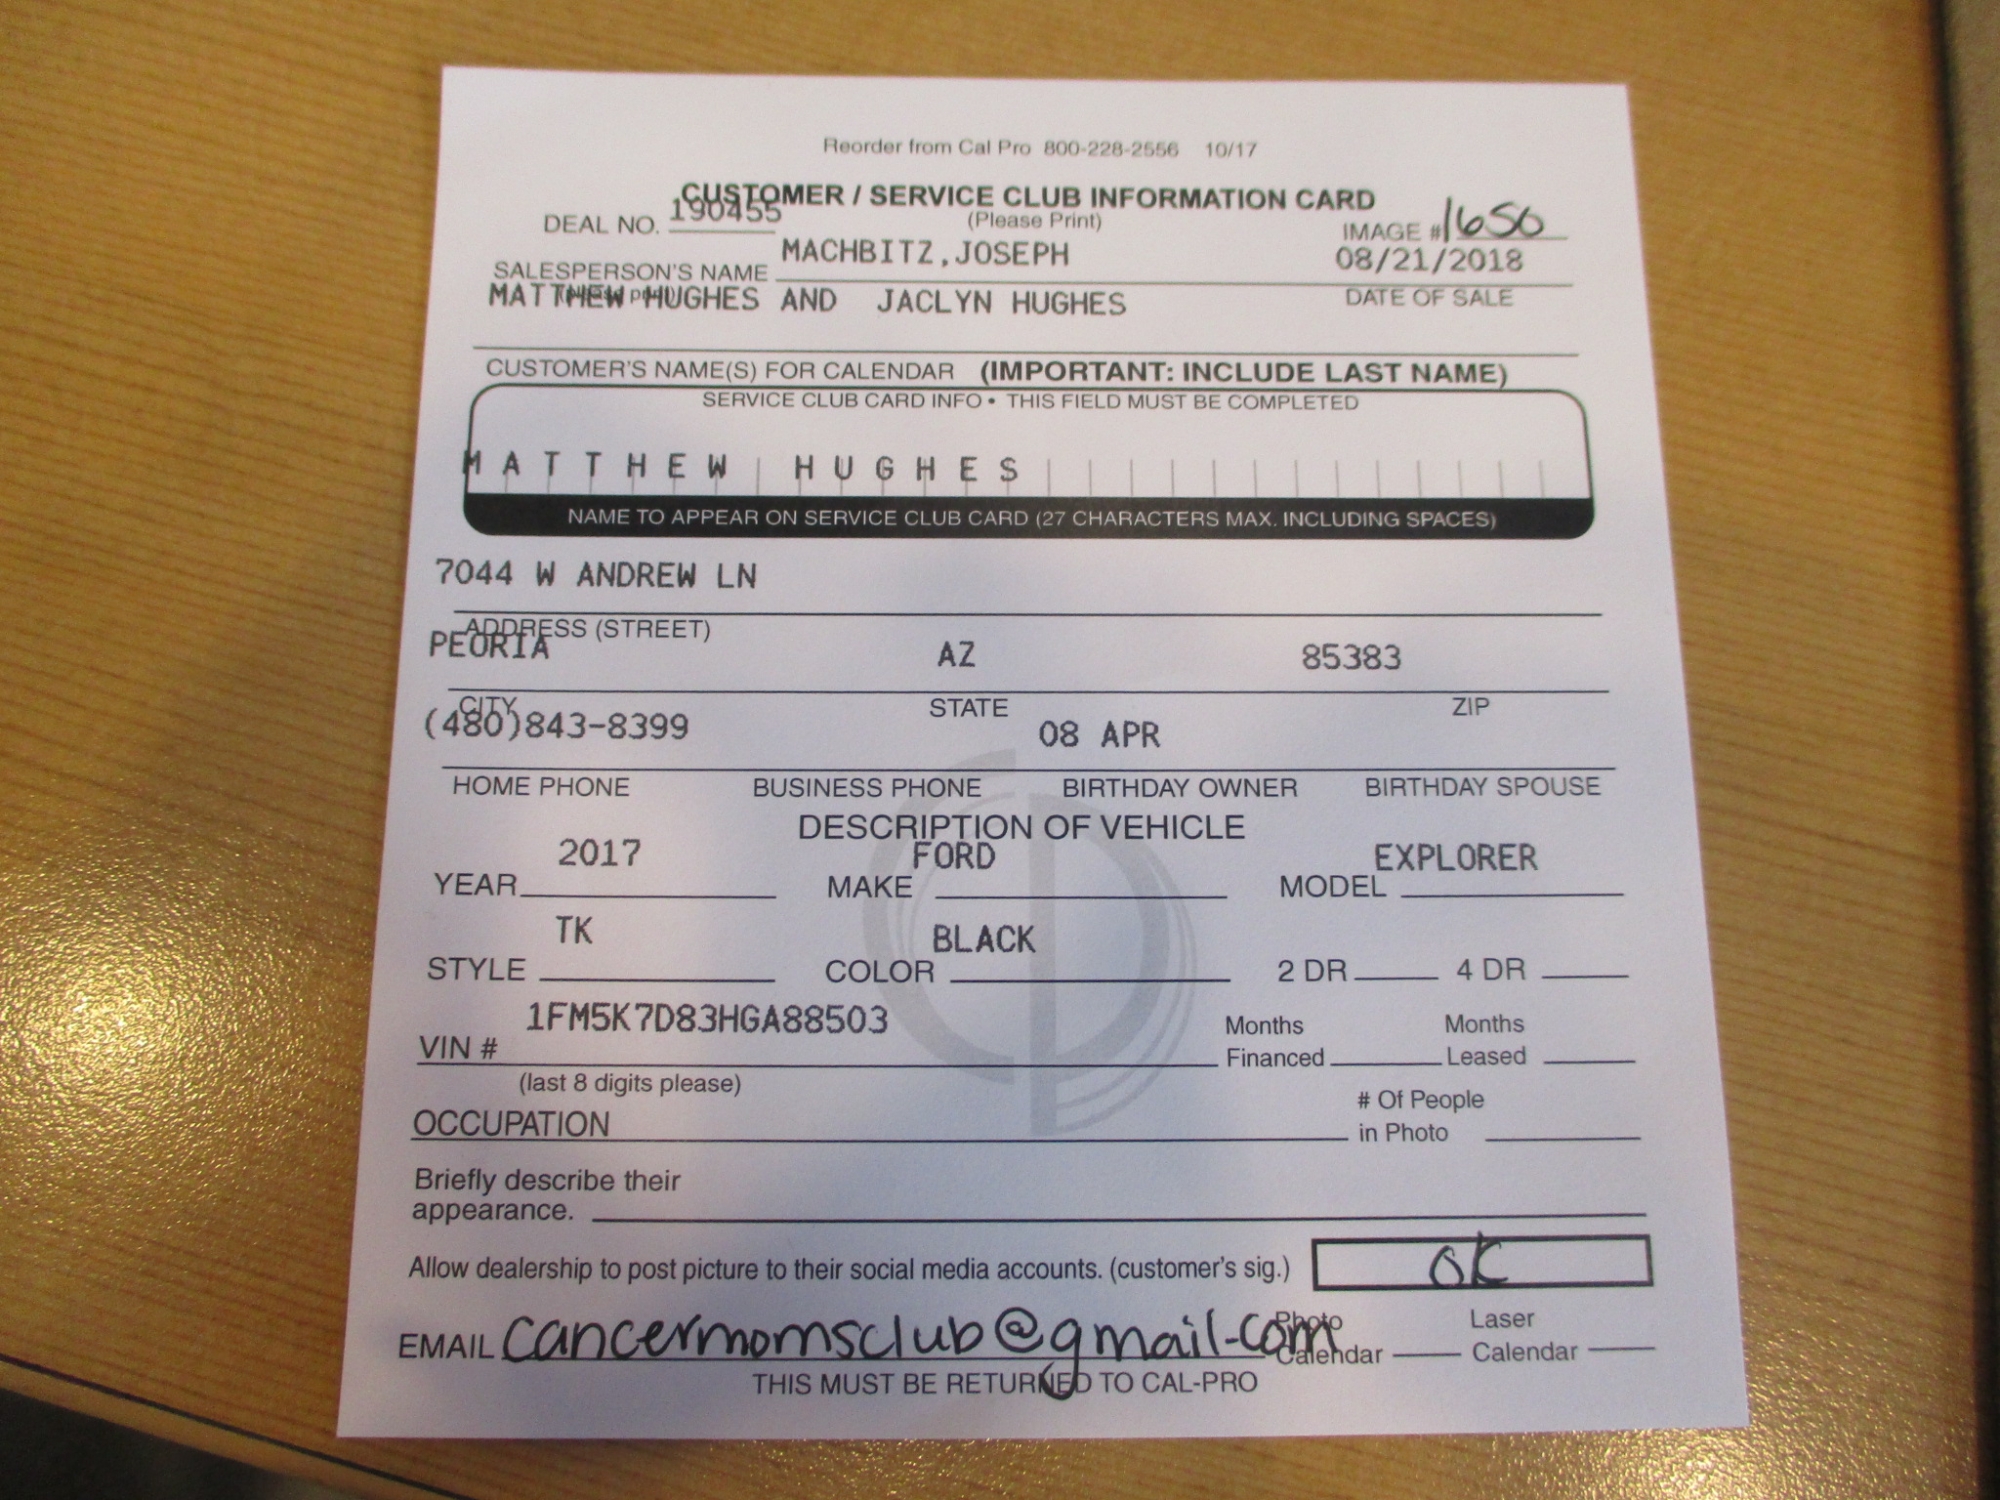 Reorder from Cal Pro 800-228-2556 10/17
CUSTOMER / SERVICE CLUB INFORMATION CARD
DEAL NO. 190455 (Please Print) IMAGE # 1656
SALESPERSON'S NAME MACHBITZ,JOSEPH 08/21/2018
(please print) DATE OF SALE
MATTHEW HUGHES AND JACLYN HUGHES
CUSTOMER'S NAME(S) FOR CALENDAR (IMPORTANT: INCLUDE LAST NAME)
SERVICE CLUB CARD INFO • THIS FIELD MUST BE COMPLETED
MATTHEW HUGHES
NAME TO APPEAR ON SERVICE CLUB CARD (27 CHARACTERS MAX. INCLUDING SPACES)
7044 W ANDREW LN
ADDRESS (STREET)
PEORIA AZ 85383
CITY STATE ZIP
(480)843-8399 08 APR
HOME PHONE BUSINESS PHONE BIRTHDAY OWNER BIRTHDAY SPOUSE
DESCRIPTION OF VEHICLE
YEAR 2017 MAKE FORD MODEL EXPLORER
STYLE TK COLOR BLACK 2 DR 4 DR
VIN # 1FM5K7D83HGA88503 Months Financed Months Leased
(last 8 digits please)
OCCUPATION # Of People in Photo
Briefly describe their
appearance.
Allow dealership to post picture to their social media accounts. (customer's sig.) OK
EMAIL cancermomsclub@gmail.com Photo Calendar Laser Calendar
THIS MUST BE RETURNED TO CAL-PRO